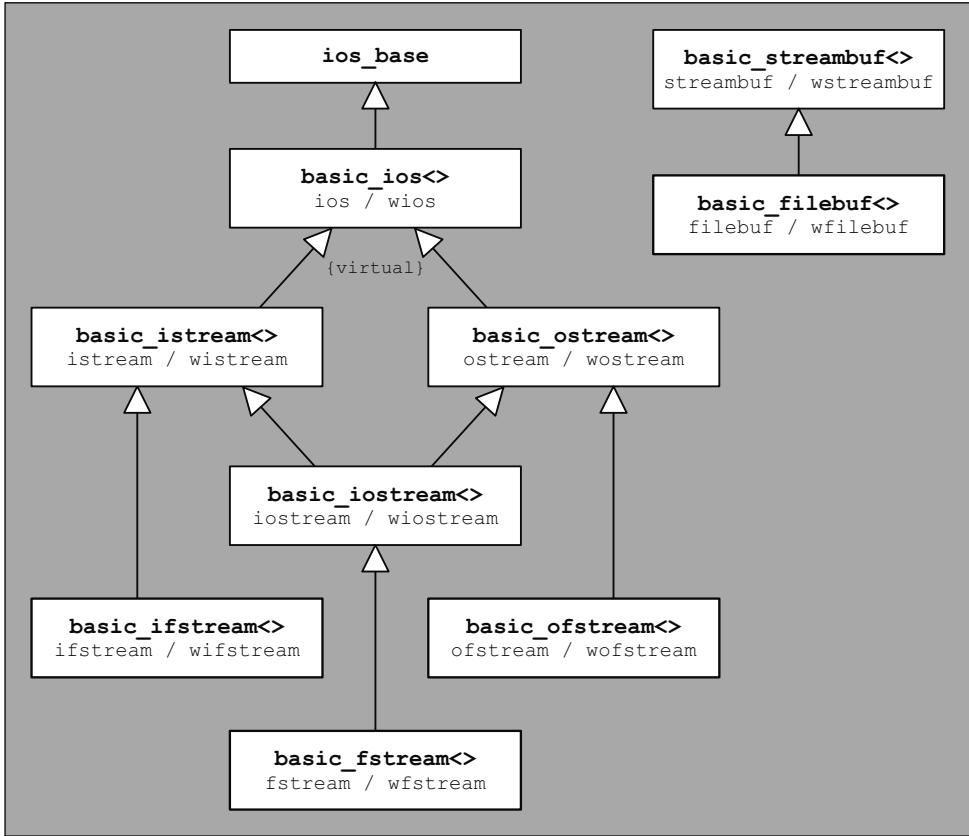 ios_base
basic_streambuf<>
streambuf / wstreambuf
basic_ios<>
ios / wios
basic_filebuf<>
filebuf / wfilebuf
{virtual}
basic_istream<>
istream / wistream
basic_ostream<>
ostream / wostream
basic_iostream<>
iostream / wiostream
basic_ifstream<>
ifstream / wifstream
basic_ofstream<>
ofstream / wofstream
basic_fstream<>
fstream / wfstream